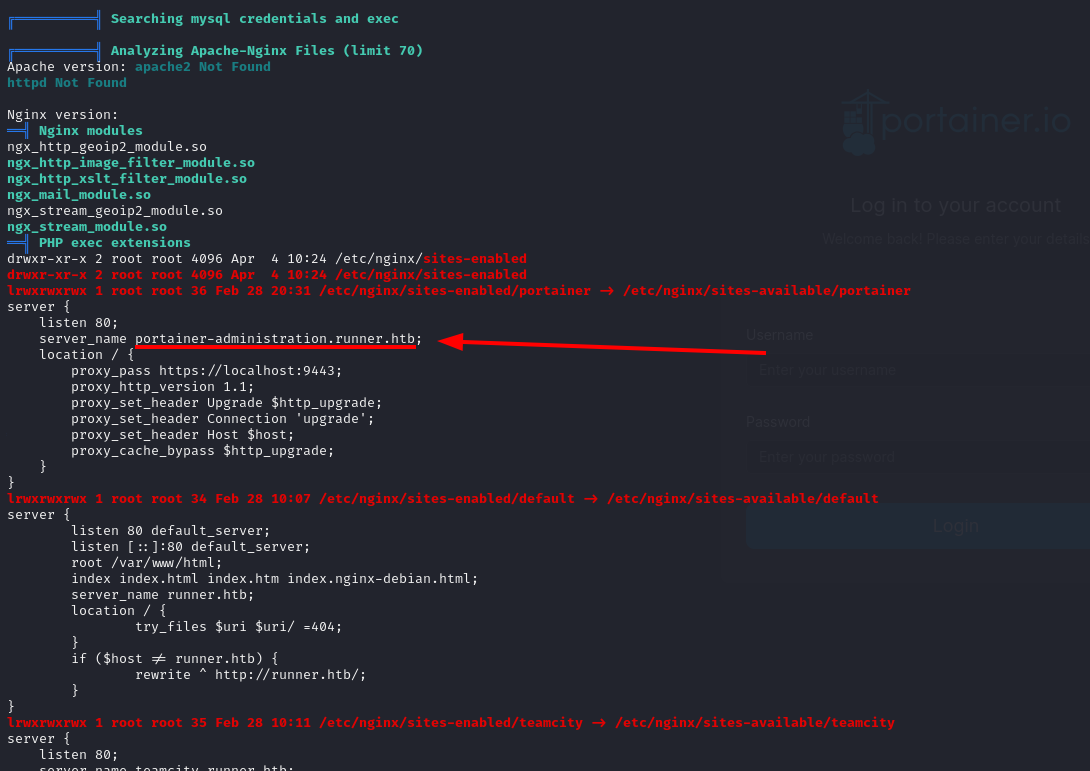 Searching mysql credentials and exec
Analyzing Apache-Nginx Files (limit 70)
Apache version: apache2 Not Found
httpd Not Found
Nginx version:
Nginx modules
ngx_http_geoip2_module.so
ngx_http_image_filter_module.so
ngx_http_xslt_filter_module.so
ngx_mail_module.so
ngx_stream_geoip2_module.so
ngx_stream_module.so
PHP exec extensions
drwxr-xr-x 2 root root 4096 Apr  4 10:24 /etc/nginx/sites-enabled
drwxr-xr-x 2 root root 4096 Apr  4 10:24 /etc/nginx/sites-enabled
lrwxrwxrwx 1 root root 36 Feb 28 20:31 /etc/nginx/sites-enabled/portainer -> /etc/nginx/sites-available/portainer
server {
    listen 80;
    server_name portainer-administration.runner.htb;
    location / {
        proxy_pass https://localhost:9443;
        proxy_http_version 1.1;
        proxy_set_header Upgrade $http_upgrade;
        proxy_set_header Connection 'upgrade';
        proxy_set_header Host $host;
        proxy_cache_bypass $http_upgrade;
    }
}
lrwxrwxrwx 1 root root 34 Feb 28 10:07 /etc/nginx/sites-enabled/default -> /etc/nginx/sites-available/default
server {
        listen 80 default_server;
        listen [::]:80 default_server;
        root /var/www/html;
        index index.html index.htm index.nginx-debian.html;
        server_name runner.htb;
        location / {
                try_files $uri $uri/ =404;
        }
        if ($host != runner.htb) {
                rewrite ^ http://runner.htb/;
        }
}
lrwxrwxrwx 1 root root 35 Feb 28 10:11 /etc/nginx/sites-enabled/teamcity -> /etc/nginx/sites-available/teamcity
server {
    listen 80;
    server_name teamcity.runner.htb;
portainer.io
Log in to your account
Welcome back! Please enter your details
Username
Enter your username
Password
Enter your password
Login